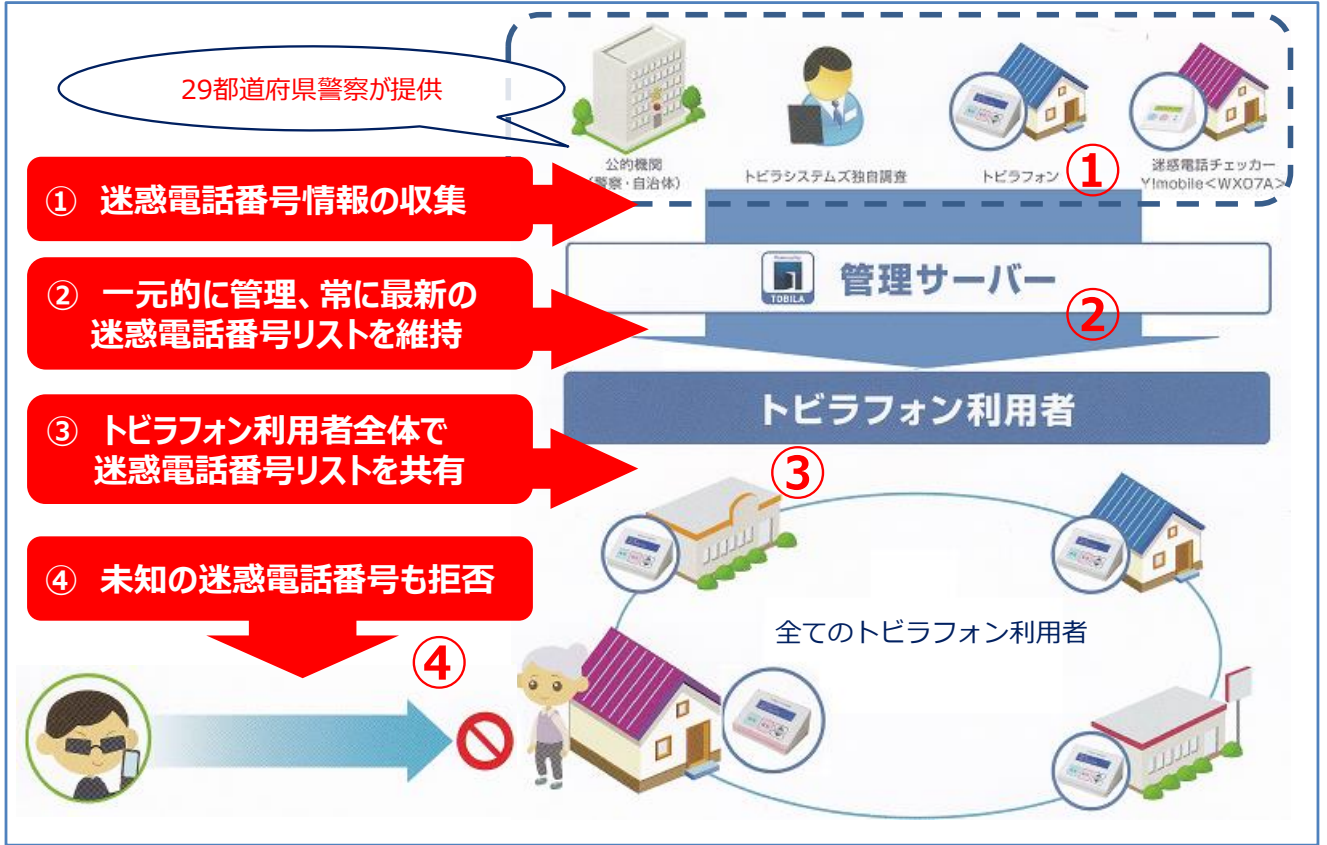 29都道府県警察が提供
公的機関
（警察・自治体）
トビラシステムズ独自調査
トビラフォン
迷惑電話チェッカー
Y!mobile<WX07A>
①
① 迷惑電話番号情報の収集
TOBILA
管理サーバー
②
② 一元的に管理、常に最新の
迷惑電話番号リストを維持
トビラフォン利用者
③ トビラフォン利用者全体で
迷惑電話番号リストを共有
③
④ 未知の迷惑電話番号も拒否
④
全てのトビラフォン利用者